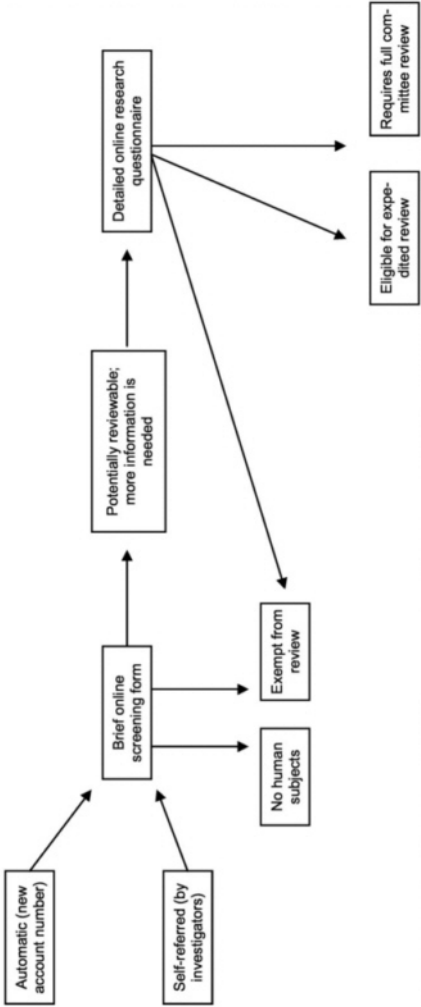 Automatic (new
account number)
Self-referred (by
investigators)
Brief online
screening form
No human
subjects
Exempt from
review
Potentially reviewable;
more information is
needed
Detailed online research
questionnaire
Eligible for expe-
dited review
Requires full com-
mittee review